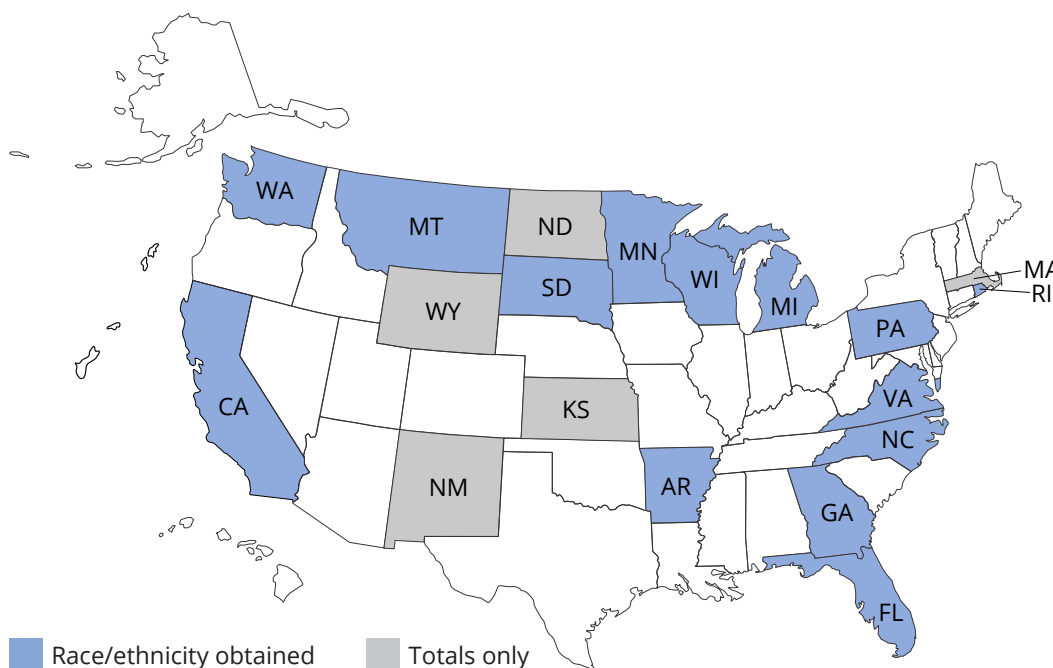 WA
MT
ND
MN
WI
MI
SD
WY
MA
RI
PA
CA
KS
VA
NC
NM
AR
GA
FL
Race/ethnicity obtained
Totals only